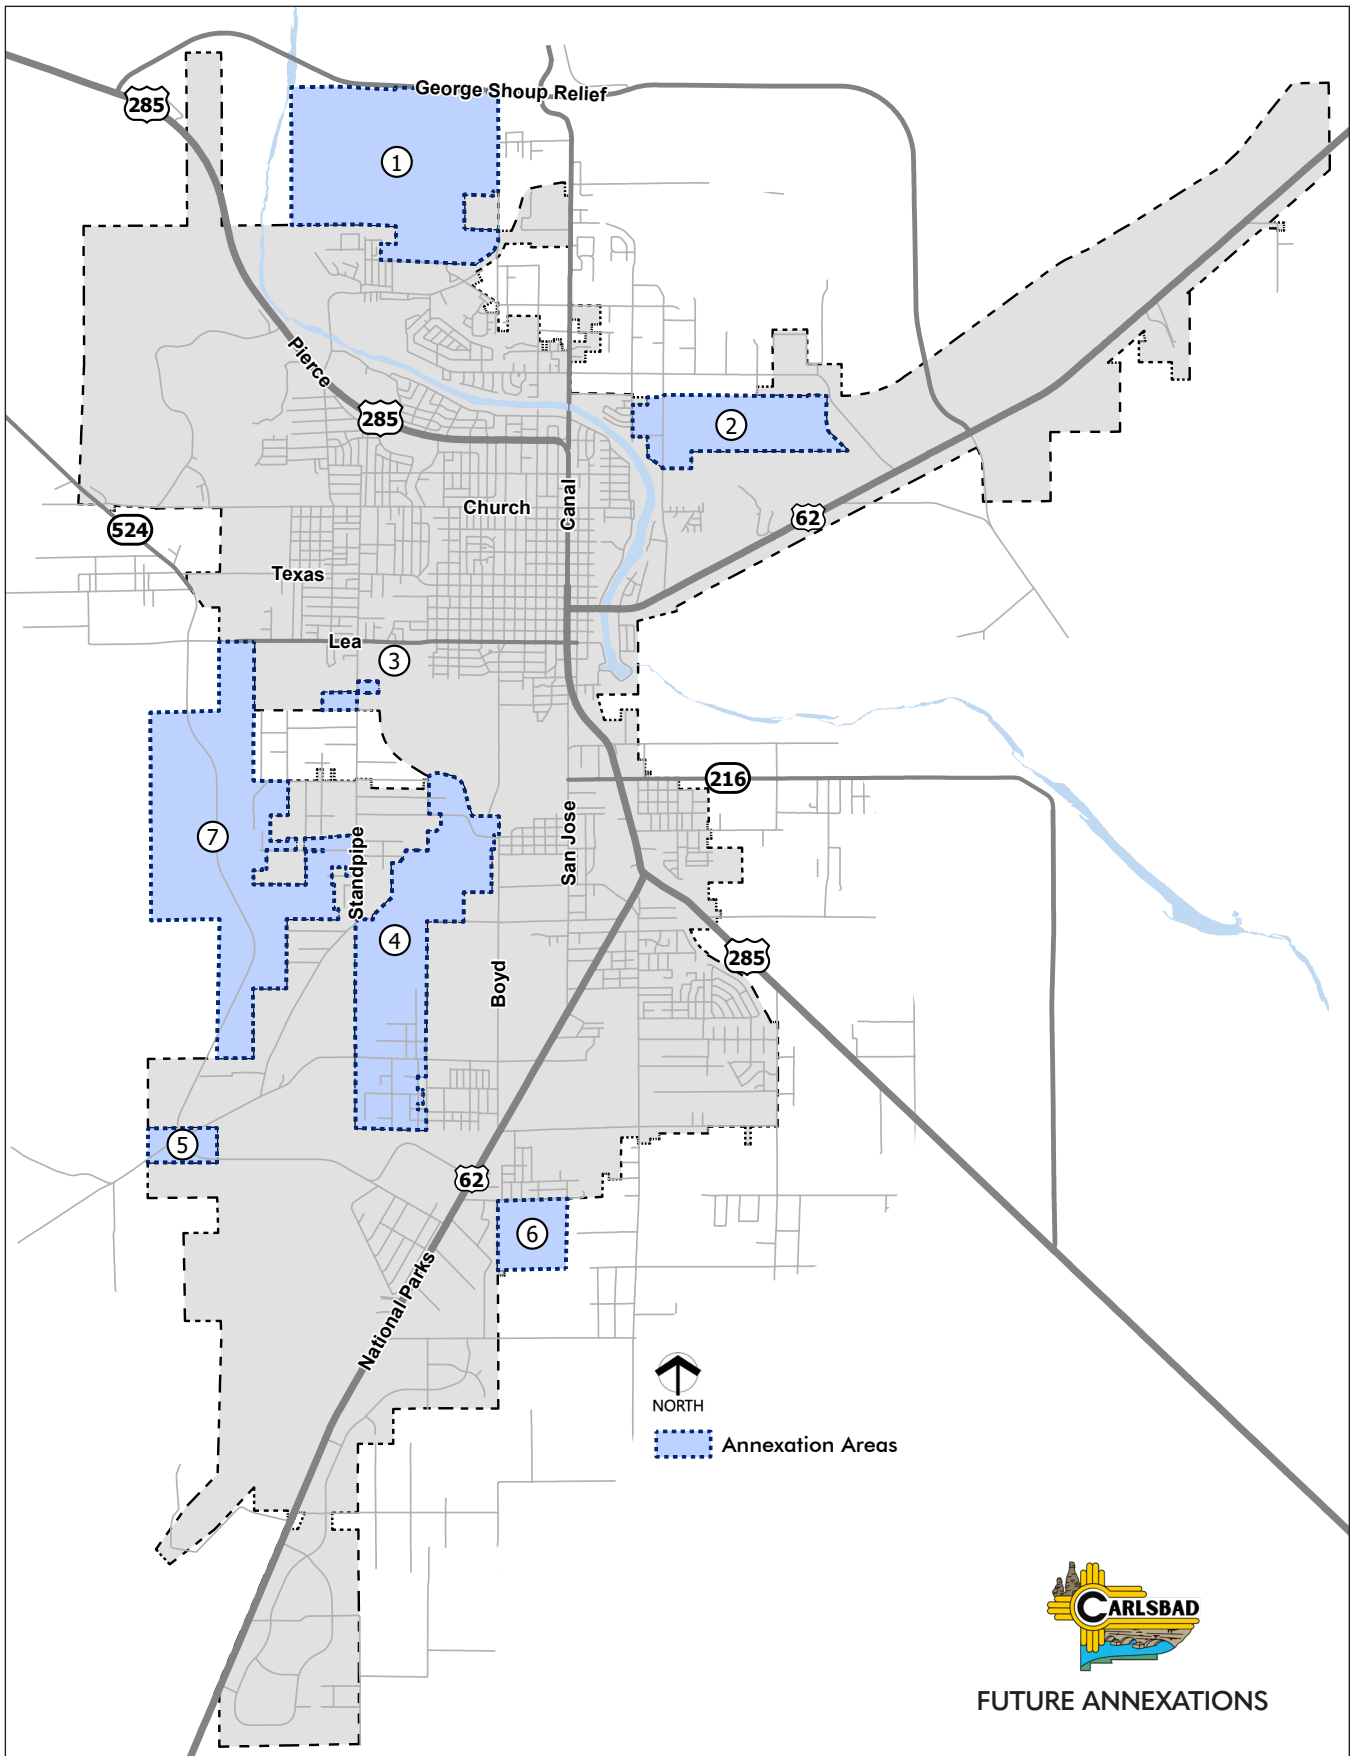 George Shoup Relief
285
1
Pierce
285
2
Church
Canal
62
524
Texas
Lea
3
216
7
Standpipe
San Jose
4
285
Boyd
5
62
6
National Parks
NORTH
Annexation Areas
CARLSBAD
FUTURE ANNEXATIONS